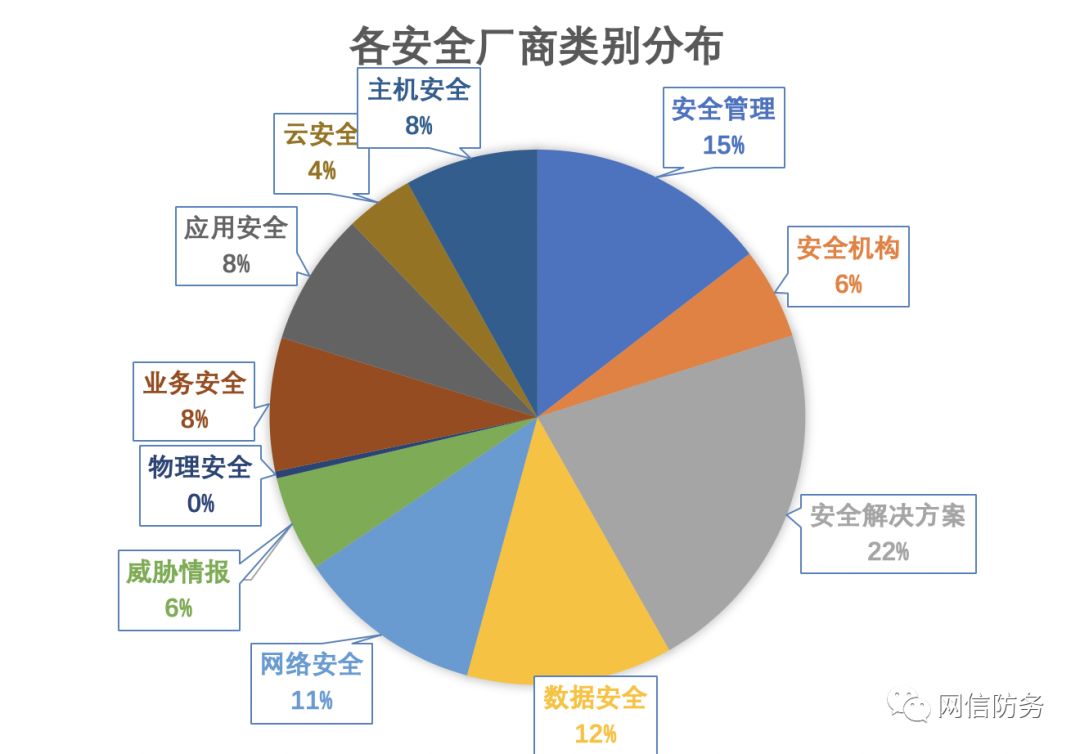 各安全厂商类别分布
主机安全
8%
安全管理
15%
云安全
4%
安全机构
6%
应用安全
8%
业务安全
8%
物理安全
0%
安全解决方案
22%
威胁情报
6%
网络安全
11%
数据安全
12%
网信防务